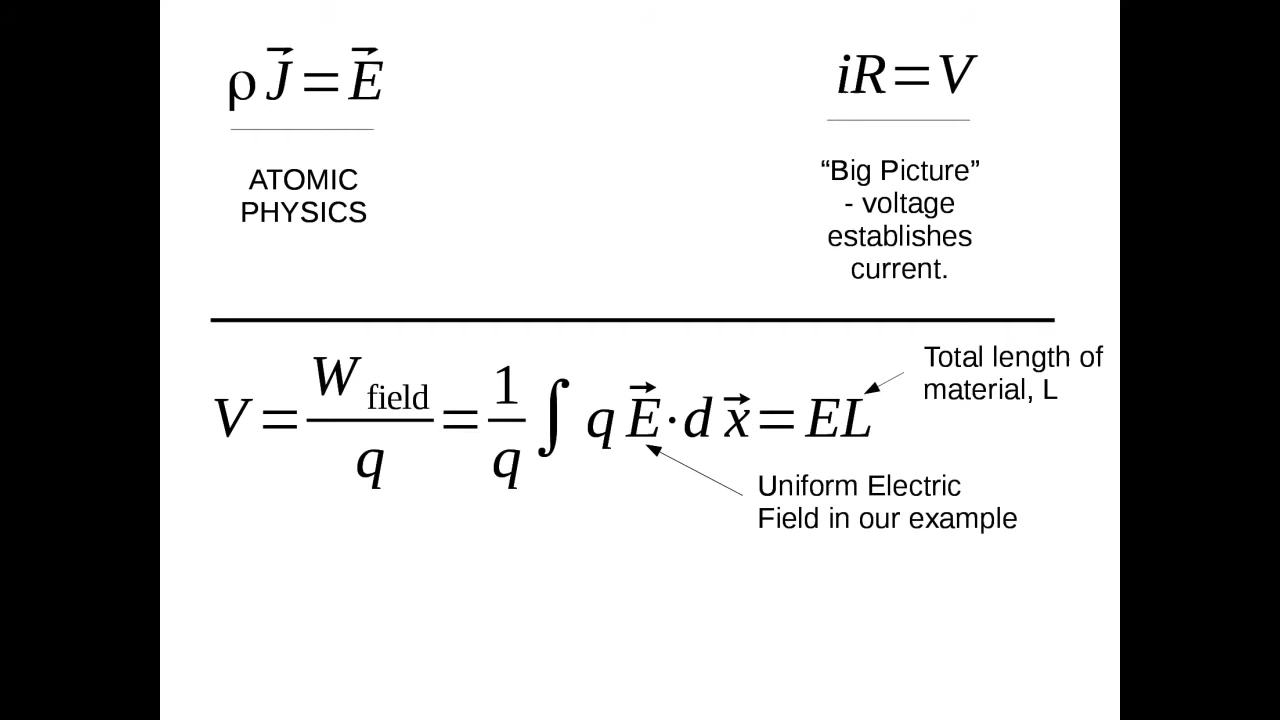 ρJ⃗ = E⃗
iR = V
ATOMIC
PHYSICS
“Big Picture”
- voltage
establishes
current.
V = W_field / q = 1/q ∫ q E⃗ · d x⃗ = EL
Total length of
material, L
Uniform Electric
Field in our example